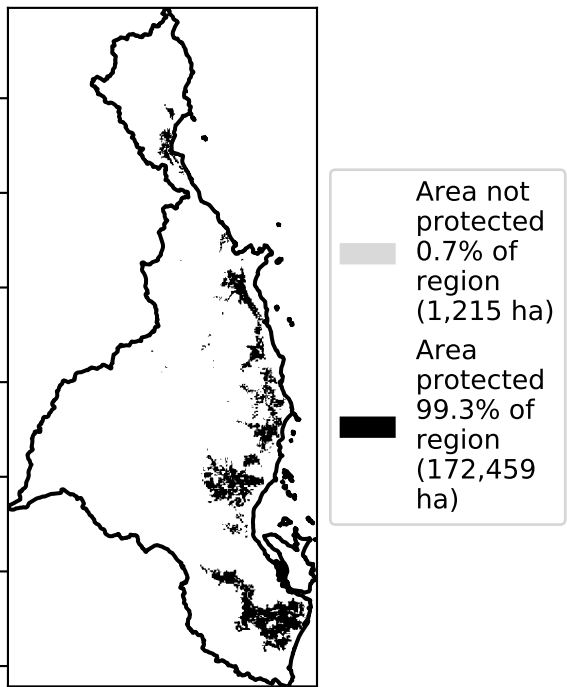 Area not
protected
0.7% of
region
(1,215 ha)
Area
protected
99.3% of
region
(172,459
ha)